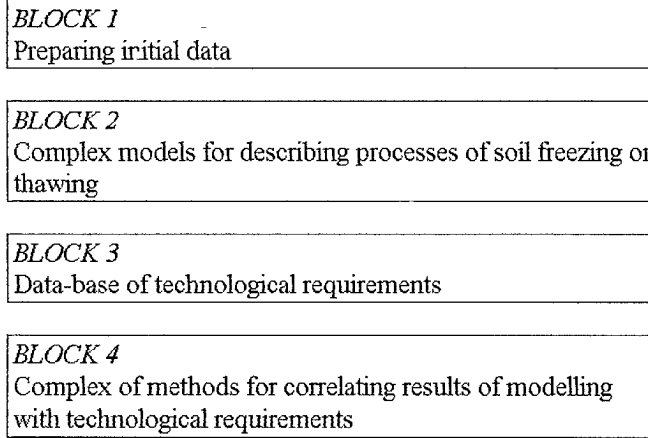 BLOCK 1
Preparing initial data
BLOCK 2
Complex models for describing processes of soil freezing or
thawing
BLOCK 3
Data-base of technological requirements
BLOCK 4
Complex of methods for correlating results of modelling
with technological requirements